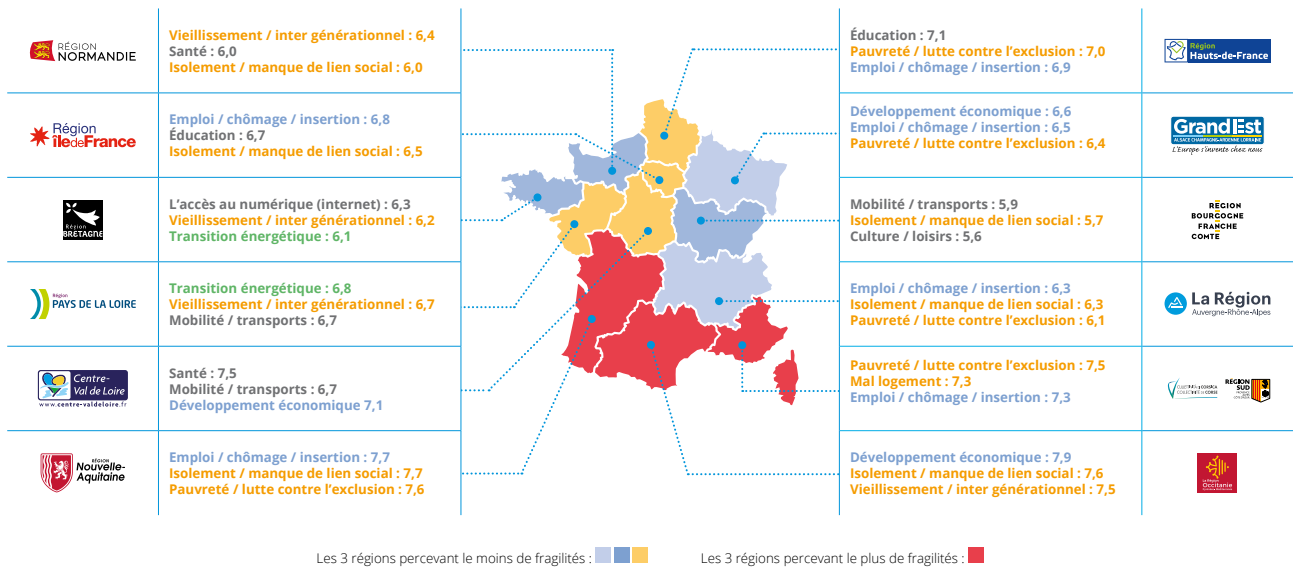 RÉGION
NORMANDIE
Vieillissement / inter générationnel : 6,4
Santé : 6,0
Isolement / manque de lien social : 6,0
Région
îledeFrance
Emploi / chômage / insertion : 6,8
Éducation : 6,7
Isolement / manque de lien social : 6,5
Région
BRETAGNE
L'accès au numérique (internet) : 6,3
Vieillissement / inter générationnel : 6,2
Transition énergétique : 6,1
Région
PAYS DE LA LOIRE
Transition énergétique : 6,8
Vieillissement / inter générationnel : 6,7
Mobilité / transports : 6,7
Centre-
Val de Loire
www.centre-valdeloire.fr
Santé : 7,5
Mobilité / transports : 6,7
Développement économique 7,1
RÉGION
Nouvelle-
Aquitaine
Emploi / chômage / insertion : 7,7
Isolement / manque de lien social : 7,7
Pauvreté / lutte contre l'exclusion : 7,6
Éducation : 7,1
Pauvreté / lutte contre l'exclusion : 7,0
Emploi / chômage / insertion : 6,9
Région
Hauts-de-France
Développement économique : 6,6
Emploi / chômage / insertion : 6,5
Pauvreté / lutte contre l'exclusion : 6,4
GrandEst
ALSACE CHAMPAGNE-ARDENNE LORRAINE
L'Europe s'invente chez nous
Mobilité / transports : 5,9
Isolement / manque de lien social : 5,7
Culture / loisirs : 5,6
REGION
BOURGOGNE
FRANCHE
COMTE
Emploi / chômage / insertion : 6,3
Isolement / manque de lien social : 6,3
Pauvreté / lutte contre l'exclusion : 6,1
La Région
Auvergne-Rhône-Alpes
Pauvreté / lutte contre l'exclusion : 7,5
Mal logement : 7,3
Emploi / chômage / insertion : 7,3
COLLECTIVITÉ DE CORSE
REGION
SUD
Développement économique : 7,9
Isolement / manque de lien social : 7,6
Vieillissement / inter générationnel : 7,5
La Région
Occitanie
Les 3 régions percevant le moins de fragilités :
Les 3 régions percevant le plus de fragilités :